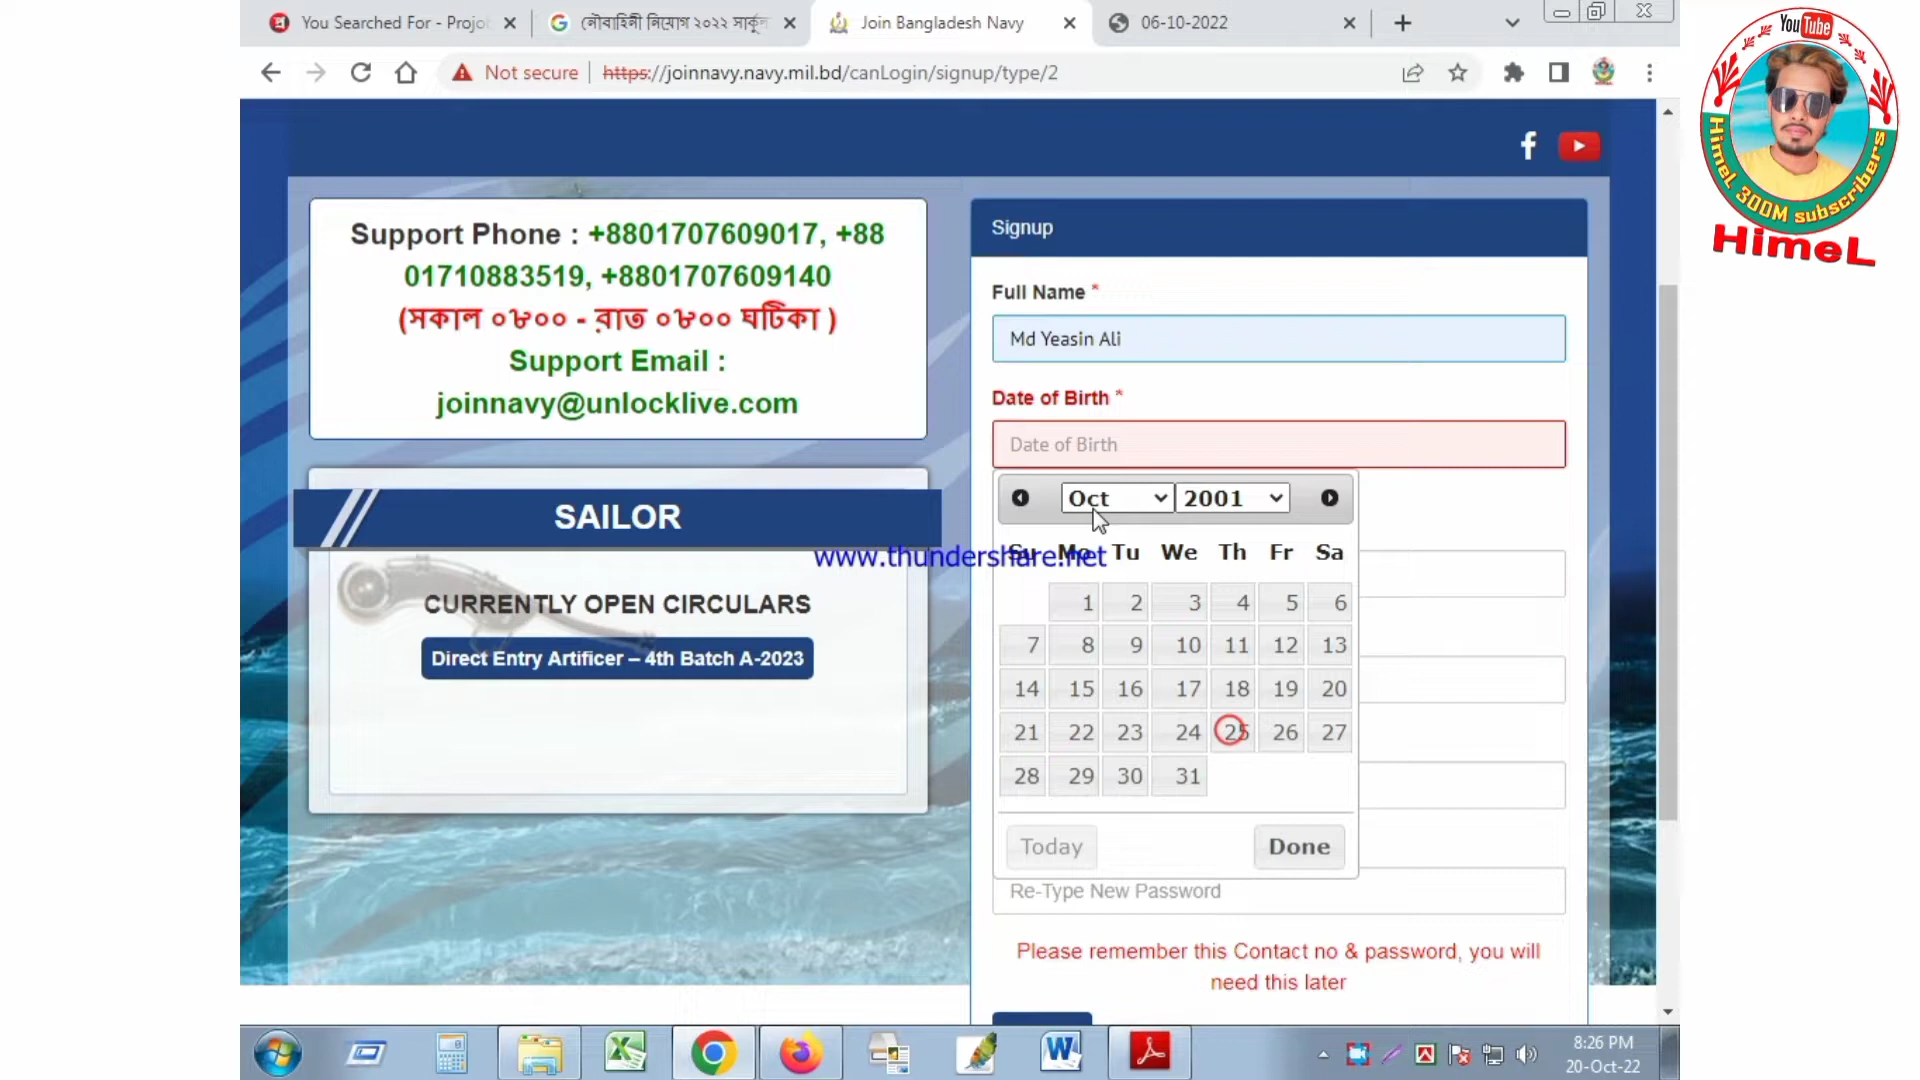 You Searched For - Projo
নৌবাহিনী নিয়োগ ২০২২ সার্কুল
Join Bangladesh Navy
06-10-2022
Not secure
https://joinnavy.navy.mil.bd/canLogin/signup/type/2
YouTube
HimeL 300M subscribers
HimeL
Support Phone : +8801707609017, +88
01710883519, +8801707609140
(সকাল ০৮০০ - রাত ০৮০০ ঘটিকা )
Support Email :
joinnavy@unlocklive.com
SAILOR
CURRENTLY OPEN CIRCULARS
Direct Entry Artificer – 4th Batch A-2023
www.thundershare.net
Signup
Full Name *
Md Yeasin Ali
Date of Birth *
Date of Birth
Oct 2001
Su Mo Tu We Th Fr Sa
1 2 3 4 5 6
7 8 9 10 11 12 13
14 15 16 17 18 19 20
21 22 23 24 25 26 27
28 29 30 31
Today Done
Re-Type New Password
Please remember this Contact no & password, you will
need this later
8:26 PM
20-Oct-22